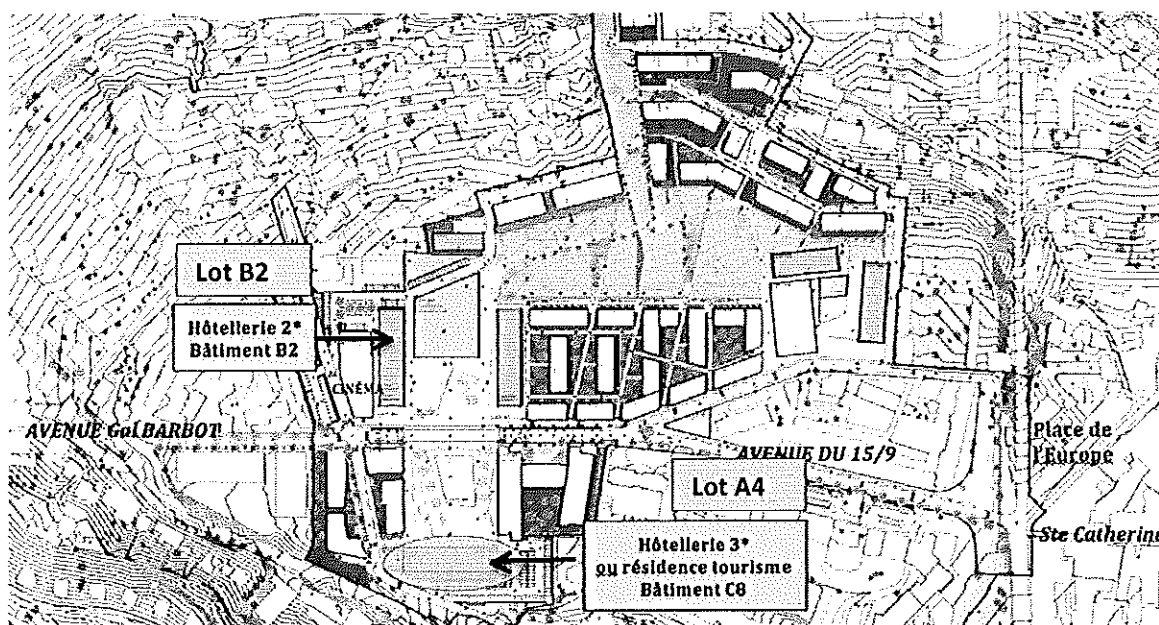 Lot B2
Hôtellerie 2*
Bâtiment B2
CINÉMA
AVENUE Gal BARBOT
AVENUE DU 15/9
Place de
l'Europe
Lot A4
Ste Catherine
Hôtellerie 3*
ou résidence tourisme
Bâtiment C8